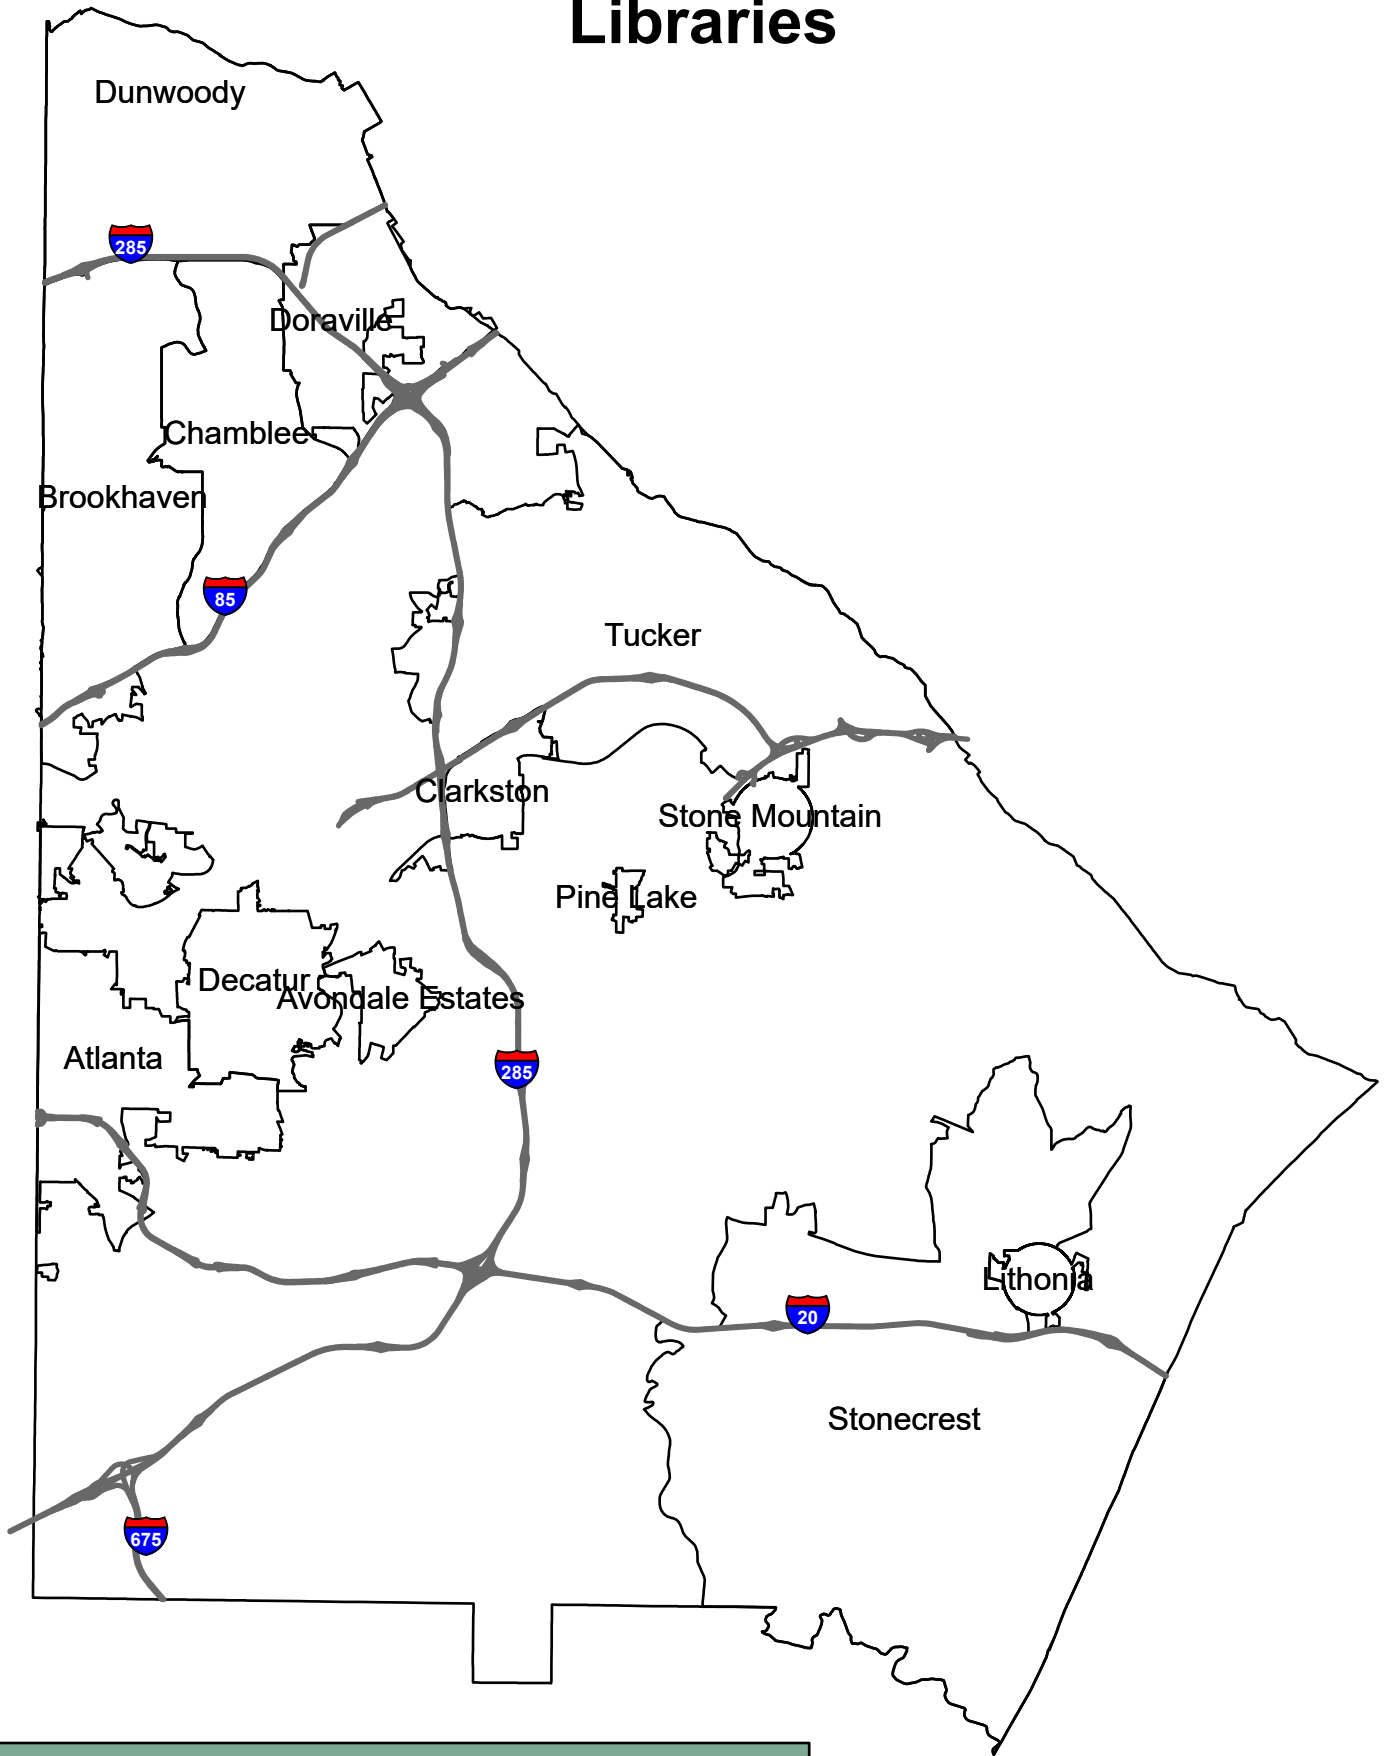 Libraries
Dunwoody
285
Doraville
Chamblee
Brookhaven
85
Tucker
Clarkston
Stone Mountain
Pine Lake
Decatur
Avondale Estates
Atlanta
285
Lithonia
20
Stonecrest
675